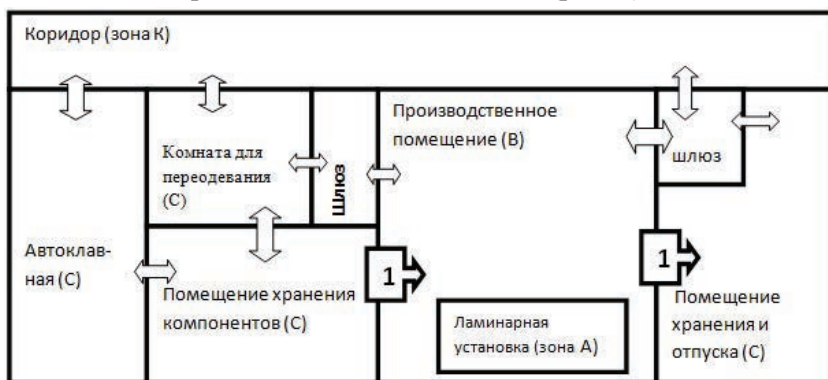 Коридор (зона К)
Комната для
переодевания
(С)
Шлюз
Производственное
помещение (В)
шлюз
Автоклав-
ная (С)
Помещение хранения
компонентов (С)
1
Ламинарная
установка (зона А)
1
Помещение
хранения и
отпуска (С)